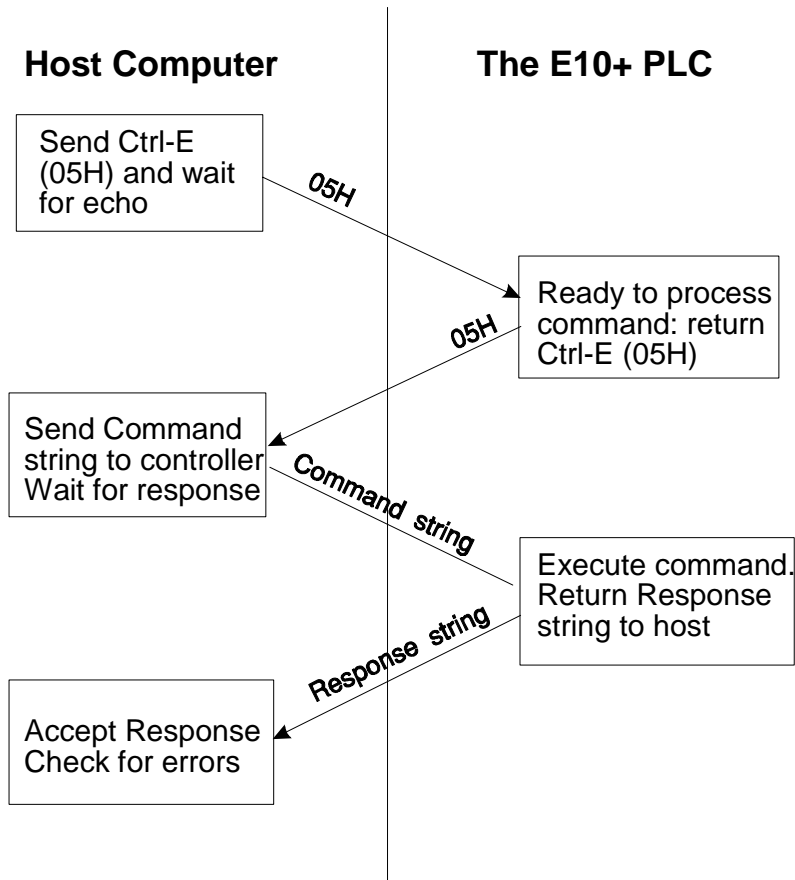 Host Computer
The E10+ PLC
Send Ctrl-E
(05H) and wait
for echo
05H
Ready to process
command: return
Ctrl-E (05H)
05H
Send Command
string to controller
Wait for response
Command string
Execute command.
Return Response
string to host
Response string
Accept Response
Check for errors